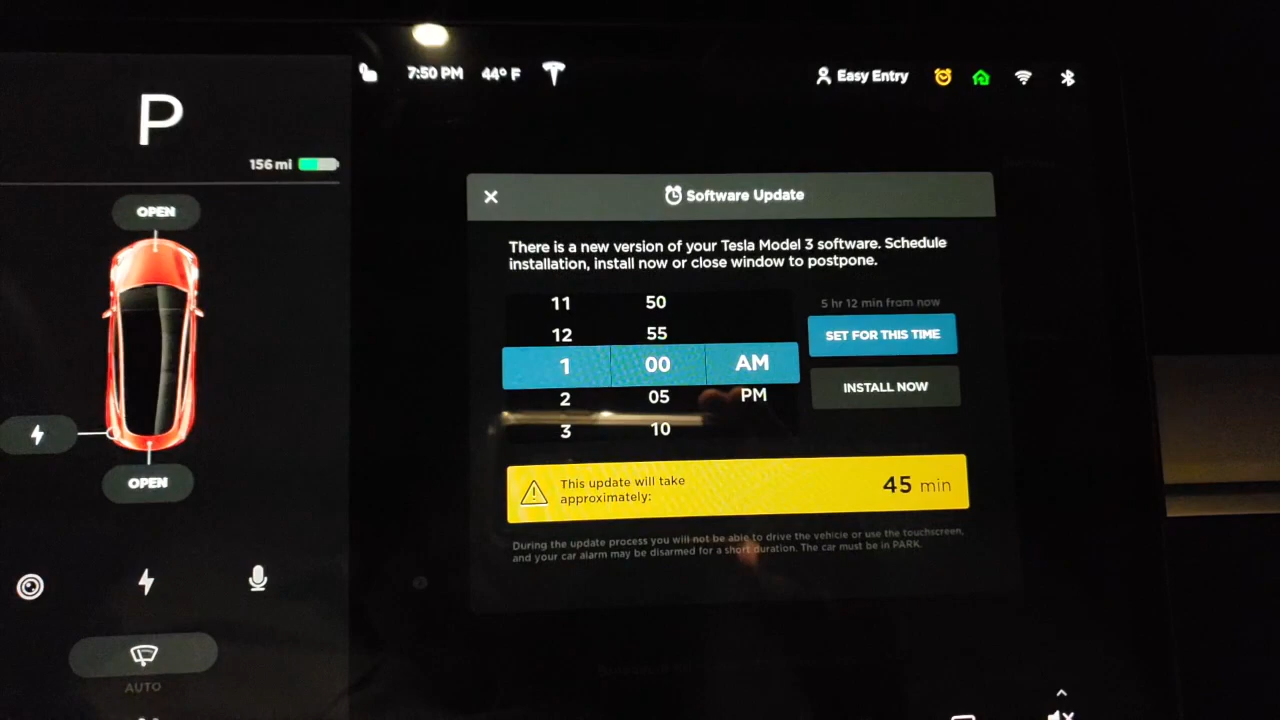 P
156 mi
OPEN
OPEN
AUTO
7:50 PM 44° F
Easy Entry
Software Update
There is a new version of your Tesla Model 3 software. Schedule
installation, install now or close window to postpone.
11 50
12 55
1 00 AM
2 05 PM
3 10
5 hr 12 min from now
SET FOR THIS TIME
INSTALL NOW
This update will take
approximately:
45 min
During the update process you will not be able to drive the vehicle or use the touchscreen,
and your car alarm may be disarmed for a short duration. The car must be in PARK.